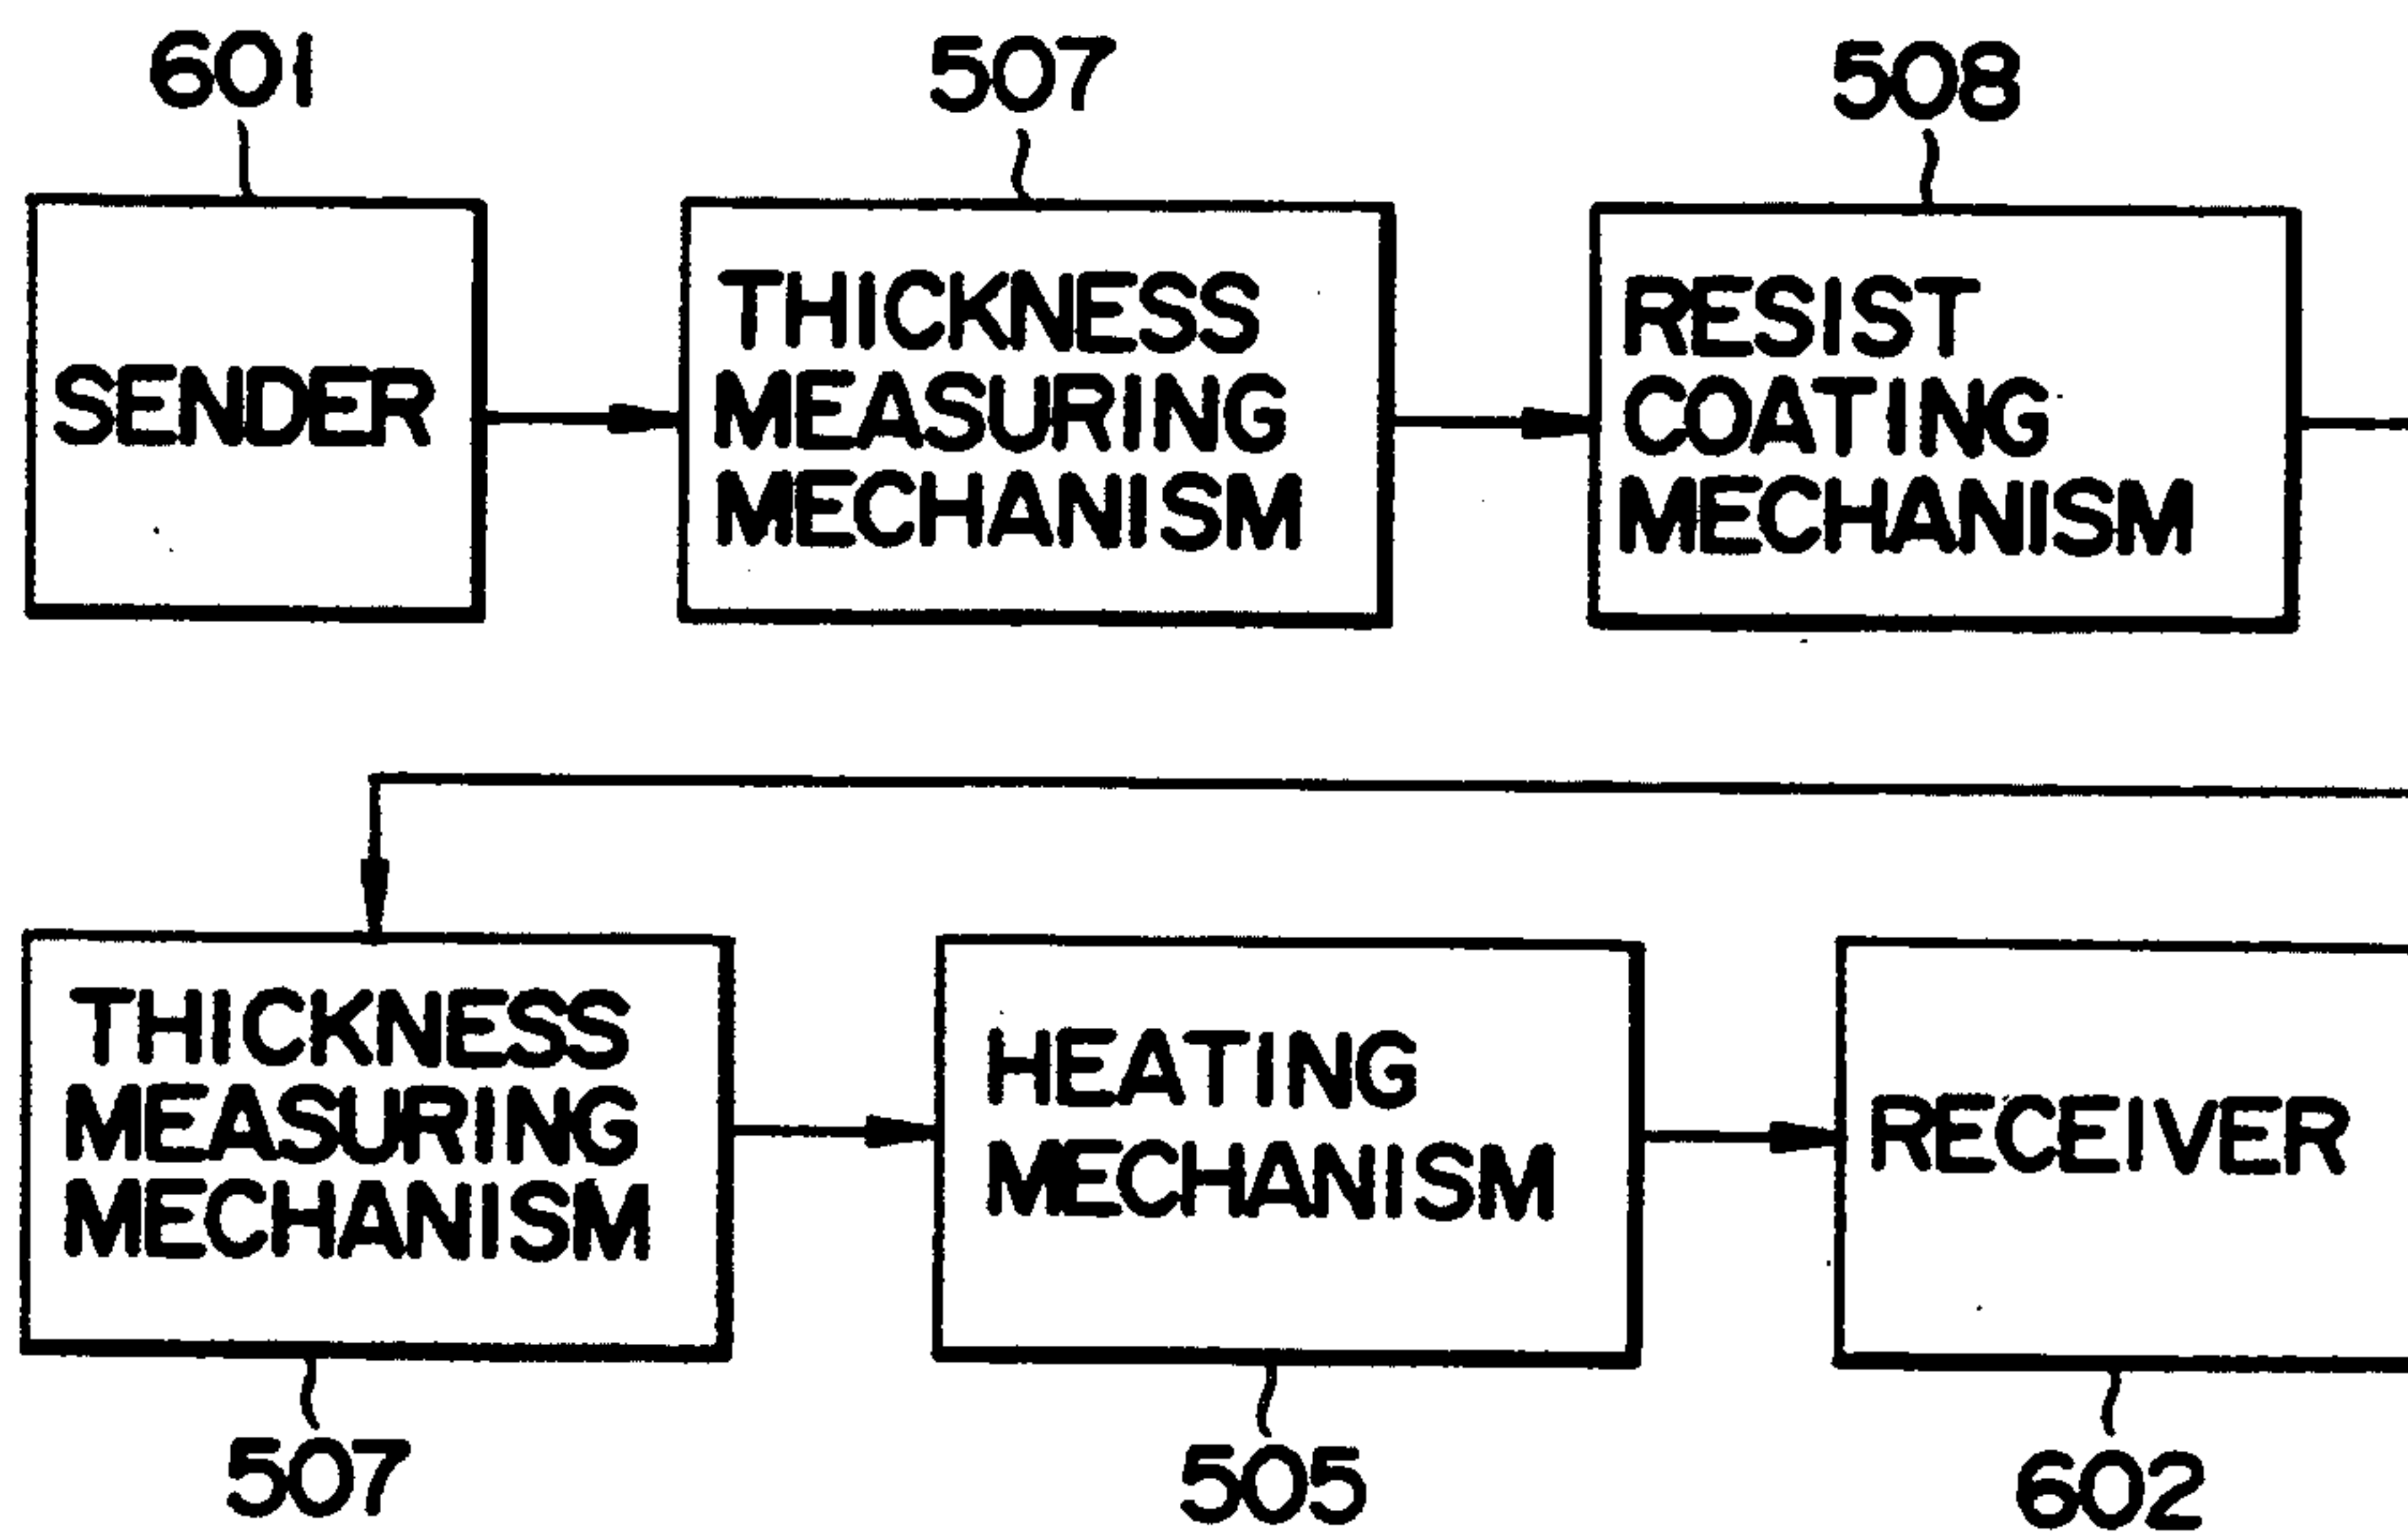 601
507
508
SENDER
THICKNESS
MEASURING
MECHANISM
RESIST
COATING
MECHANISM
THICKNESS
MEASURING
MECHANISM
HEATING
MECHANISM
RECEIVER
507
505
602